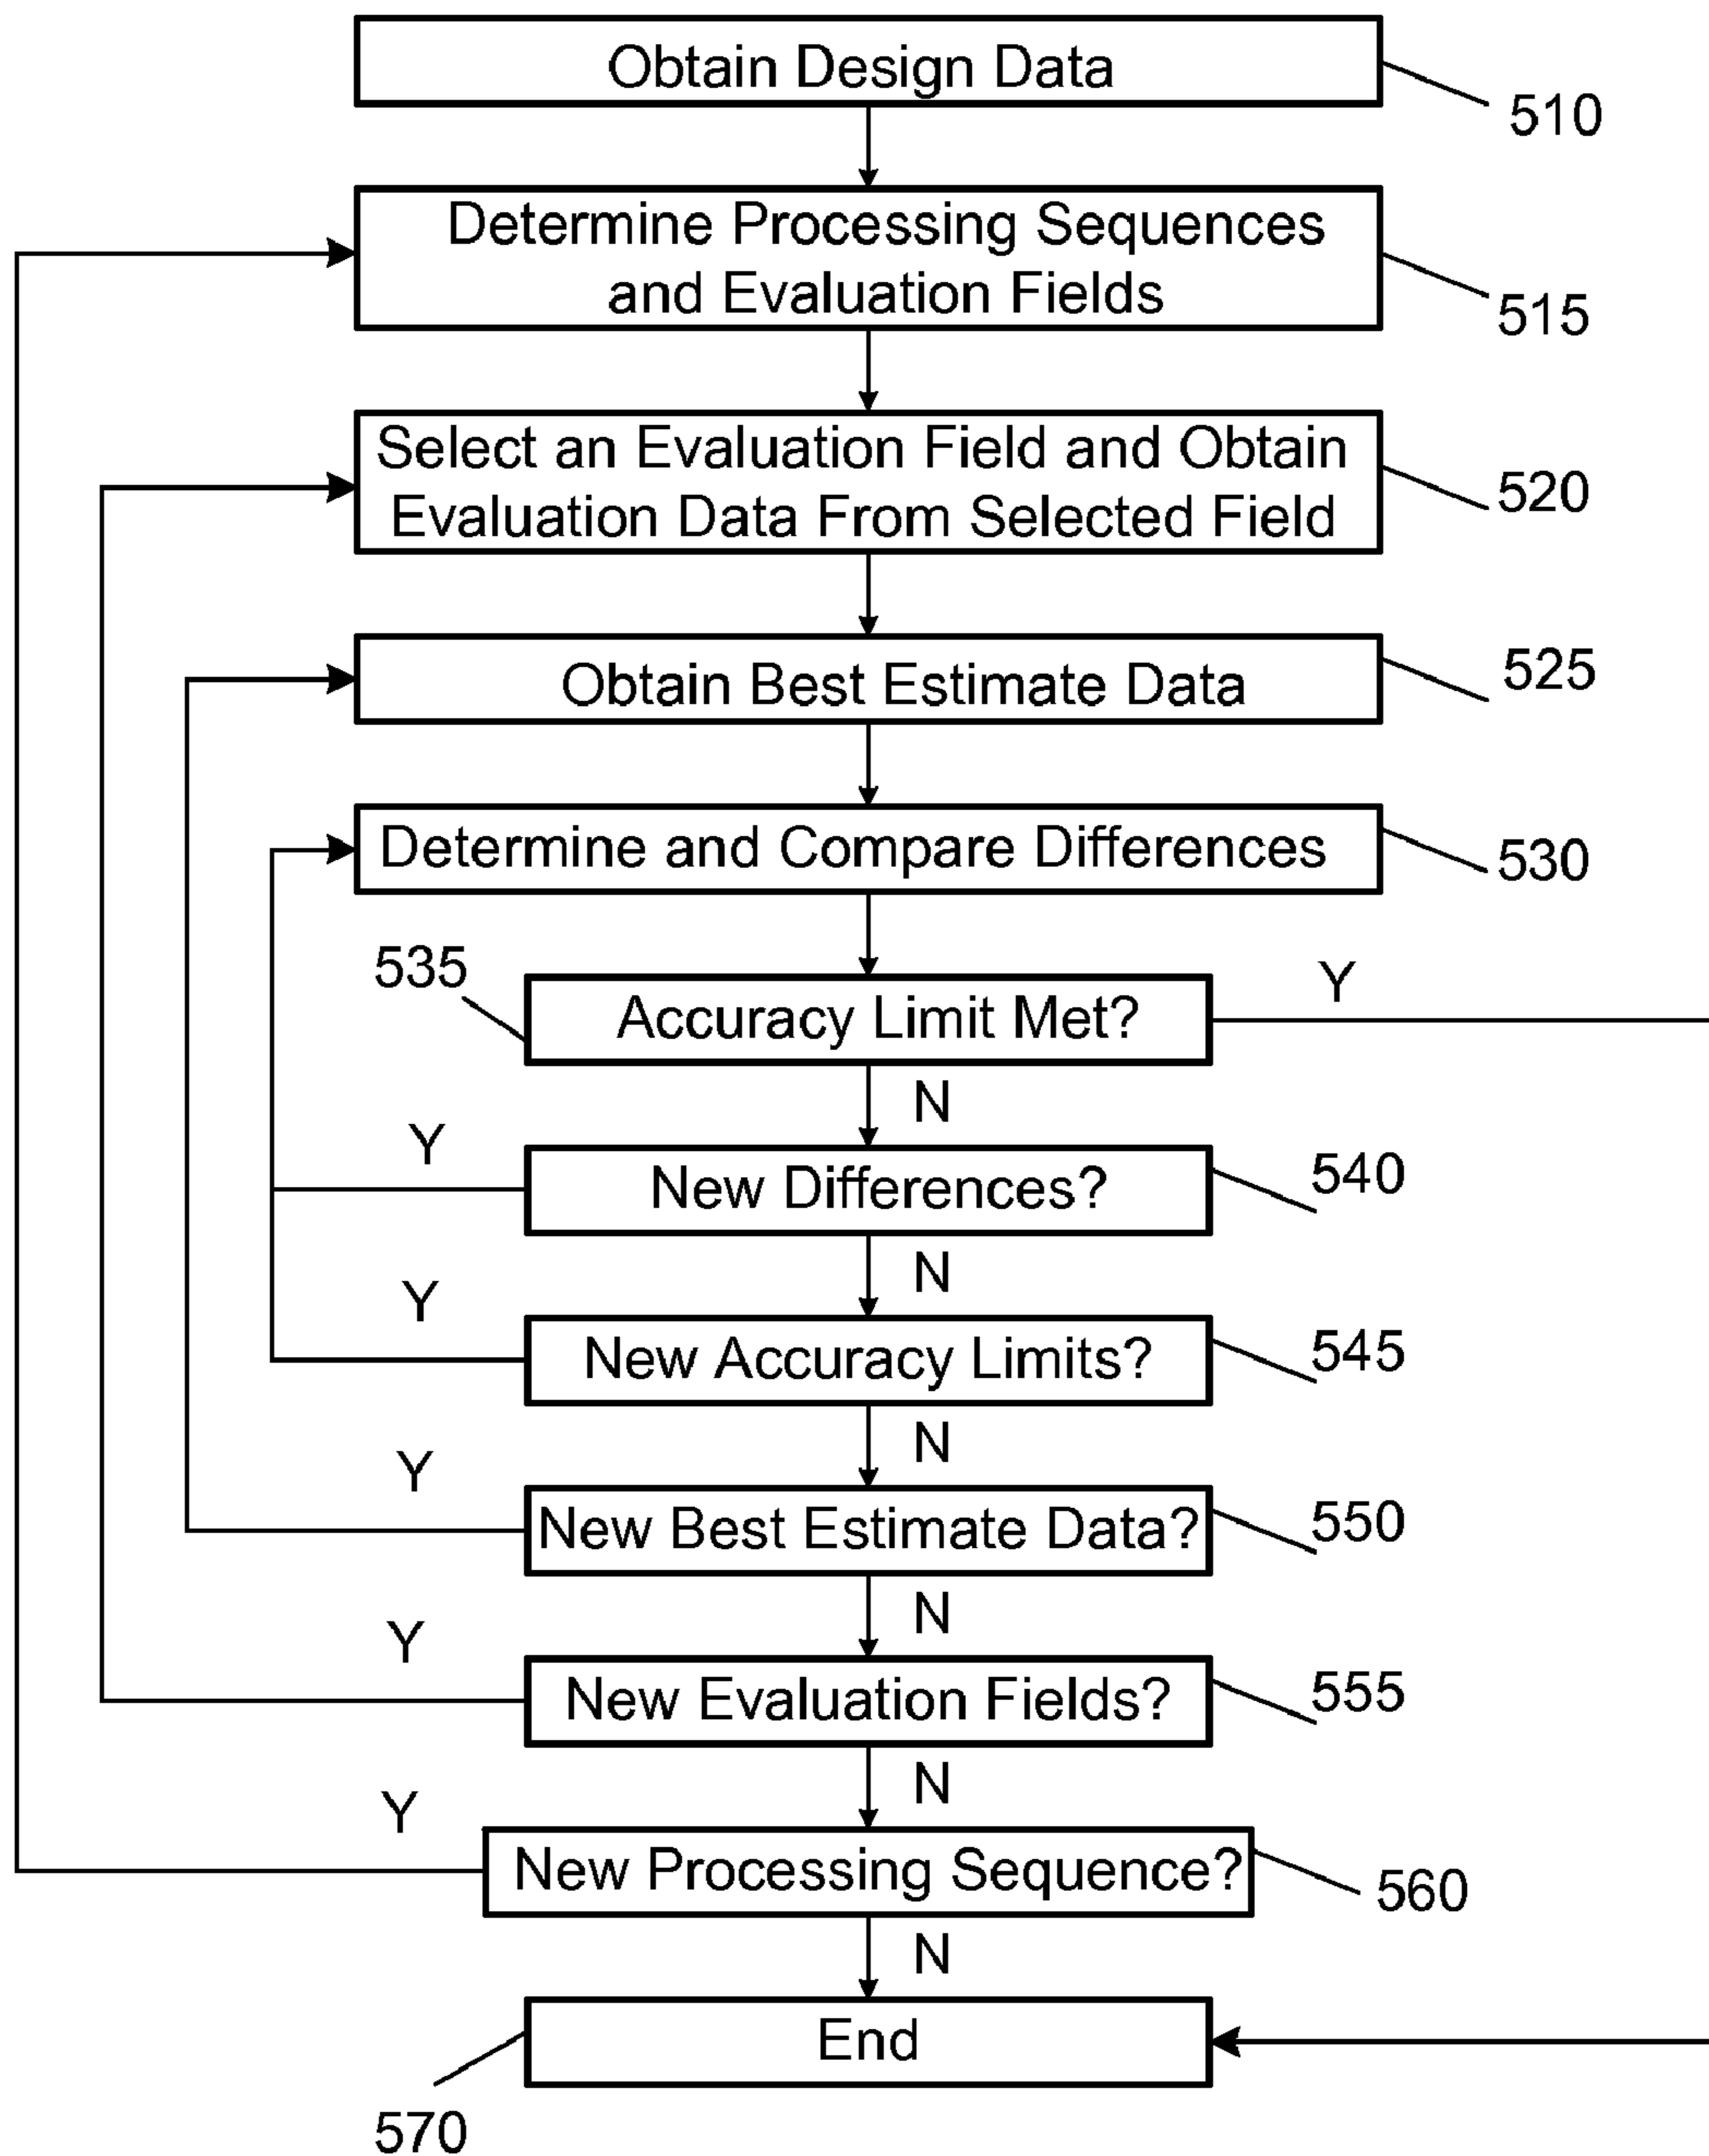 Obtain Design Data
510
Determine Processing Sequences
and Evaluation Fields
515
Select an Evaluation Field and Obtain
Evaluation Data From Selected Field
520
Obtain Best Estimate Data
525
Determine and Compare Differences
530
535
Accuracy Limit Met?
Y
N
Y
New Differences?
540
N
Y
New Accuracy Limits?
545
N
Y
New Best Estimate Data?
550
N
Y
New Evaluation Fields?
555
N
Y
New Processing Sequence?
560
N
End
570